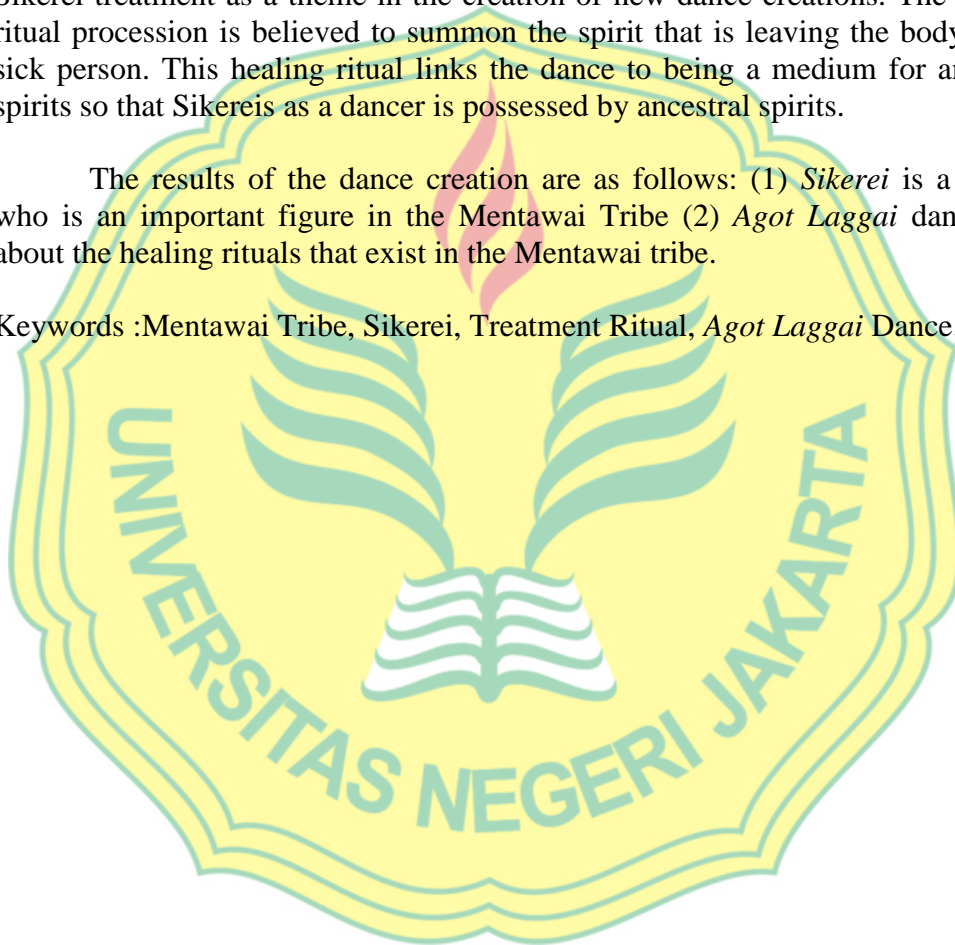 Sikerei treatment as a theme in the creation of new dance creations. The
ritual procession is believed to summon the spirit that is leaving the body
sick person. This healing ritual links the dance to being a medium for an
spirits so that Sikereis as a dancer is possessed by ancestral spirits.
The results of the dance creation are as follows: (1) Sikerei is a
who is an important figure in the Mentawai Tribe (2) Agot Laggai dan
about the healing rituals that exist in the Mentawai tribe.
Keywords :Mentawai Tribe, Sikerei, Treatment Ritual, Agot Laggai Dance.
UNIVERSITAS NEGERI JAKARTA